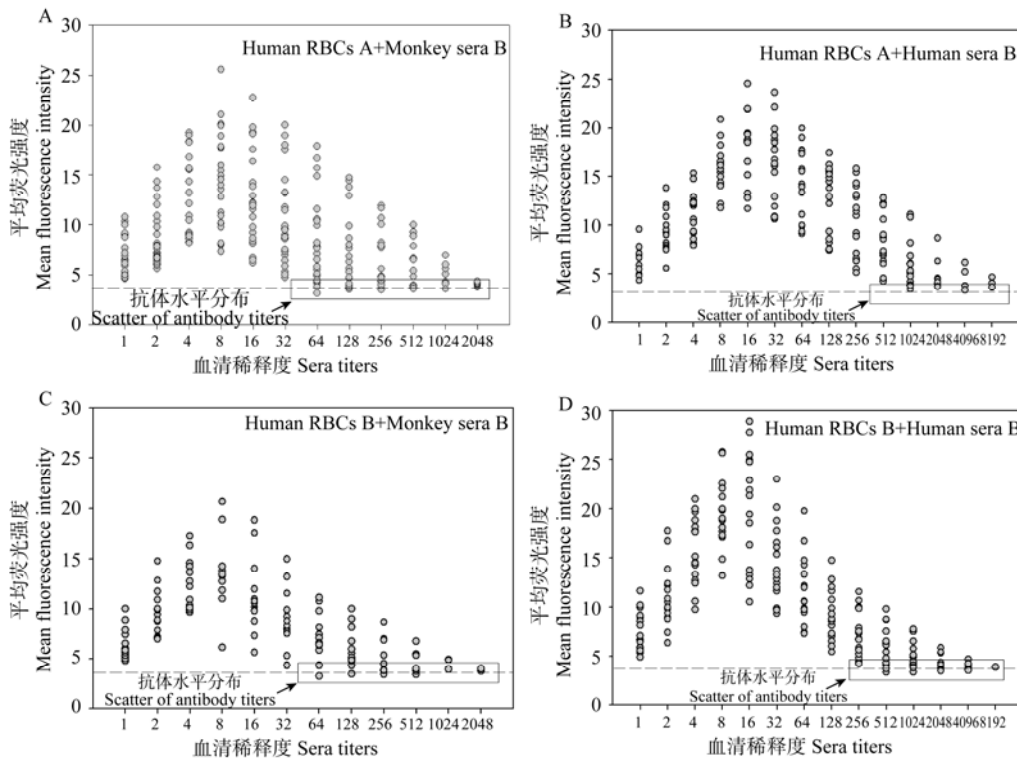 A
Human RBCs A+Monkey sera B
30
25
20
15
10
5
0
平均荧光强度
Mean fluorescence intensity
抗体水平分布
Scatter of antibody titers
1 2 4 8 16 32 64 128 256 512 1024 2048
血清稀释度 Sera titers
B
Human RBCs A+Human sera B
30
25
20
15
10
5
0
平均荧光强度
Mean fluorescence intensity
抗体水平分布
Scatter of antibody titers
1 2 4 8 16 32 64 128 256 512 1024 2048 4096 8192
血清稀释度 Sera titers
C
Human RBCs B+Monkey sera B
30
25
20
15
10
5
0
平均荧光强度
Mean fluorescence intensity
抗体水平分布
Scatter of antibody titers
1 2 4 8 16 32 64 128 256 512 1024 2048
血清稀释度 Sera titers
D
Human RBCs B+Human sera B
30
25
20
15
10
5
0
平均荧光强度
Mean fluorescence intensity
抗体水平分布
Scatter of antibody titers
1 2 4 8 16 32 64 128 256 512 1024 2048 4096 8192
血清稀释度 Sera titers